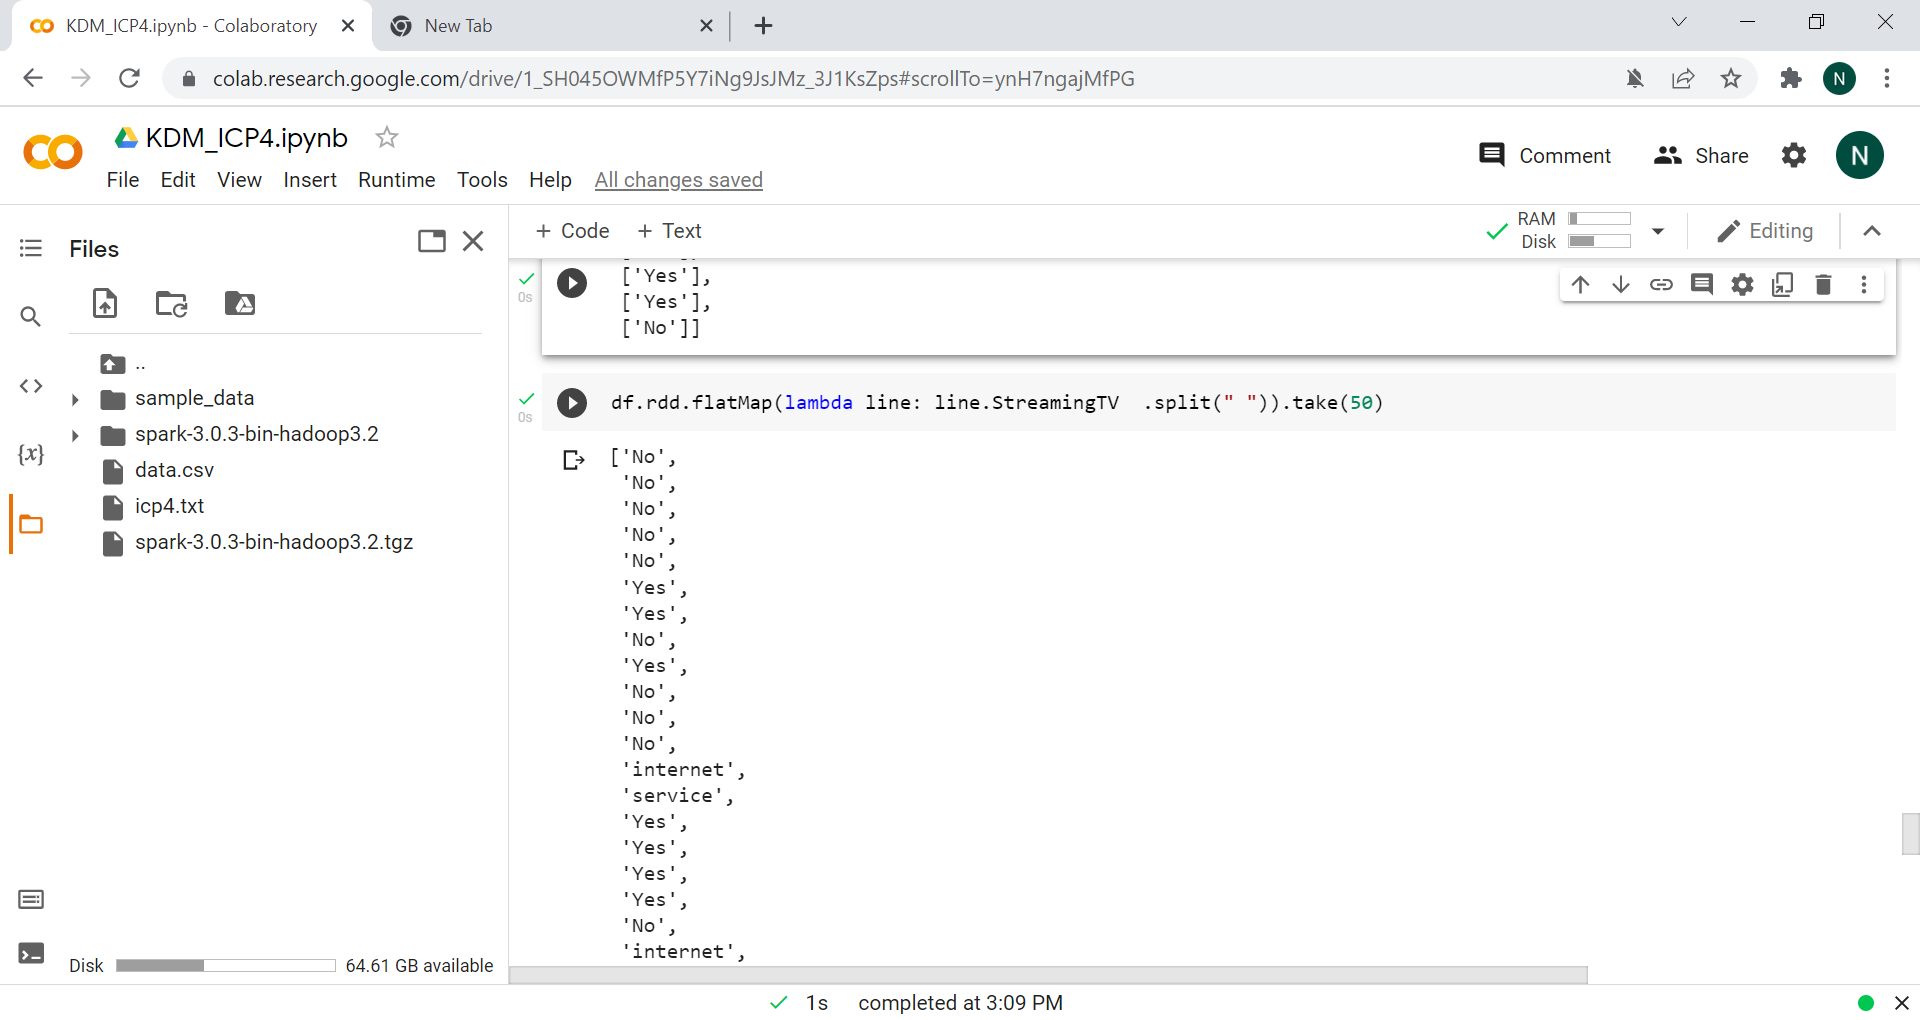 KDM_ICP4.ipynb - Colaboratory
New Tab
colab.research.google.com/drive/1_SH045OWMfP5Y7iNg9JsJMz_3J1KsZps#scrollTo=ynH7ngajMfPG
N
KDM_ICP4.ipynb
Comment
Share
N
File Edit View Insert Runtime Tools Help All changes saved
Files
+ Code + Text
RAM
Disk
Editing
0s
['Yes'],
['Yes'],
['No']]
..
sample_data
spark-3.0.3-bin-hadoop3.2
data.csv
icp4.txt
spark-3.0.3-bin-hadoop3.2.tgz
{x}
0s
df.rdd.flatMap(lambda line: line.StreamingTV  .split(" ")).take(50)
['No',
'No',
'No',
'No',
'No',
'Yes',
'Yes',
'No',
'Yes',
'No',
'No',
'No',
'internet',
'service',
'Yes',
'Yes',
'Yes',
'Yes',
'No',
'internet',
Disk 64.61 GB available
1s completed at 3:09 PM